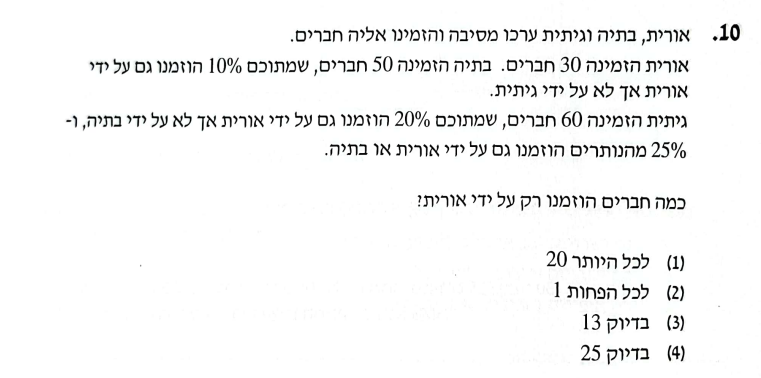 10. אורית, בתיה וגיתית ערכו מסיבה והזמינו אליה חברים.
אורית הזמינה 30 חברים. בתיה הזמינה 50 חברים, שמתוכם 10% הוזמנו גם על ידי
אורית אך לא על ידי גיתית.
גיתית הזמינה 60 חברים, שמתוכם 20% הוזמנו גם על ידי אורית אך לא על ידי בתיה, ו-
25% מהנותרים הוזמנו גם על ידי אורית או בתיה.
כמה חברים הוזמנו רק על ידי אורית?
(1) לכל היותר 20
(2) לכל הפחות 1
(3) בדיוק 13
(4) בדיוק 25